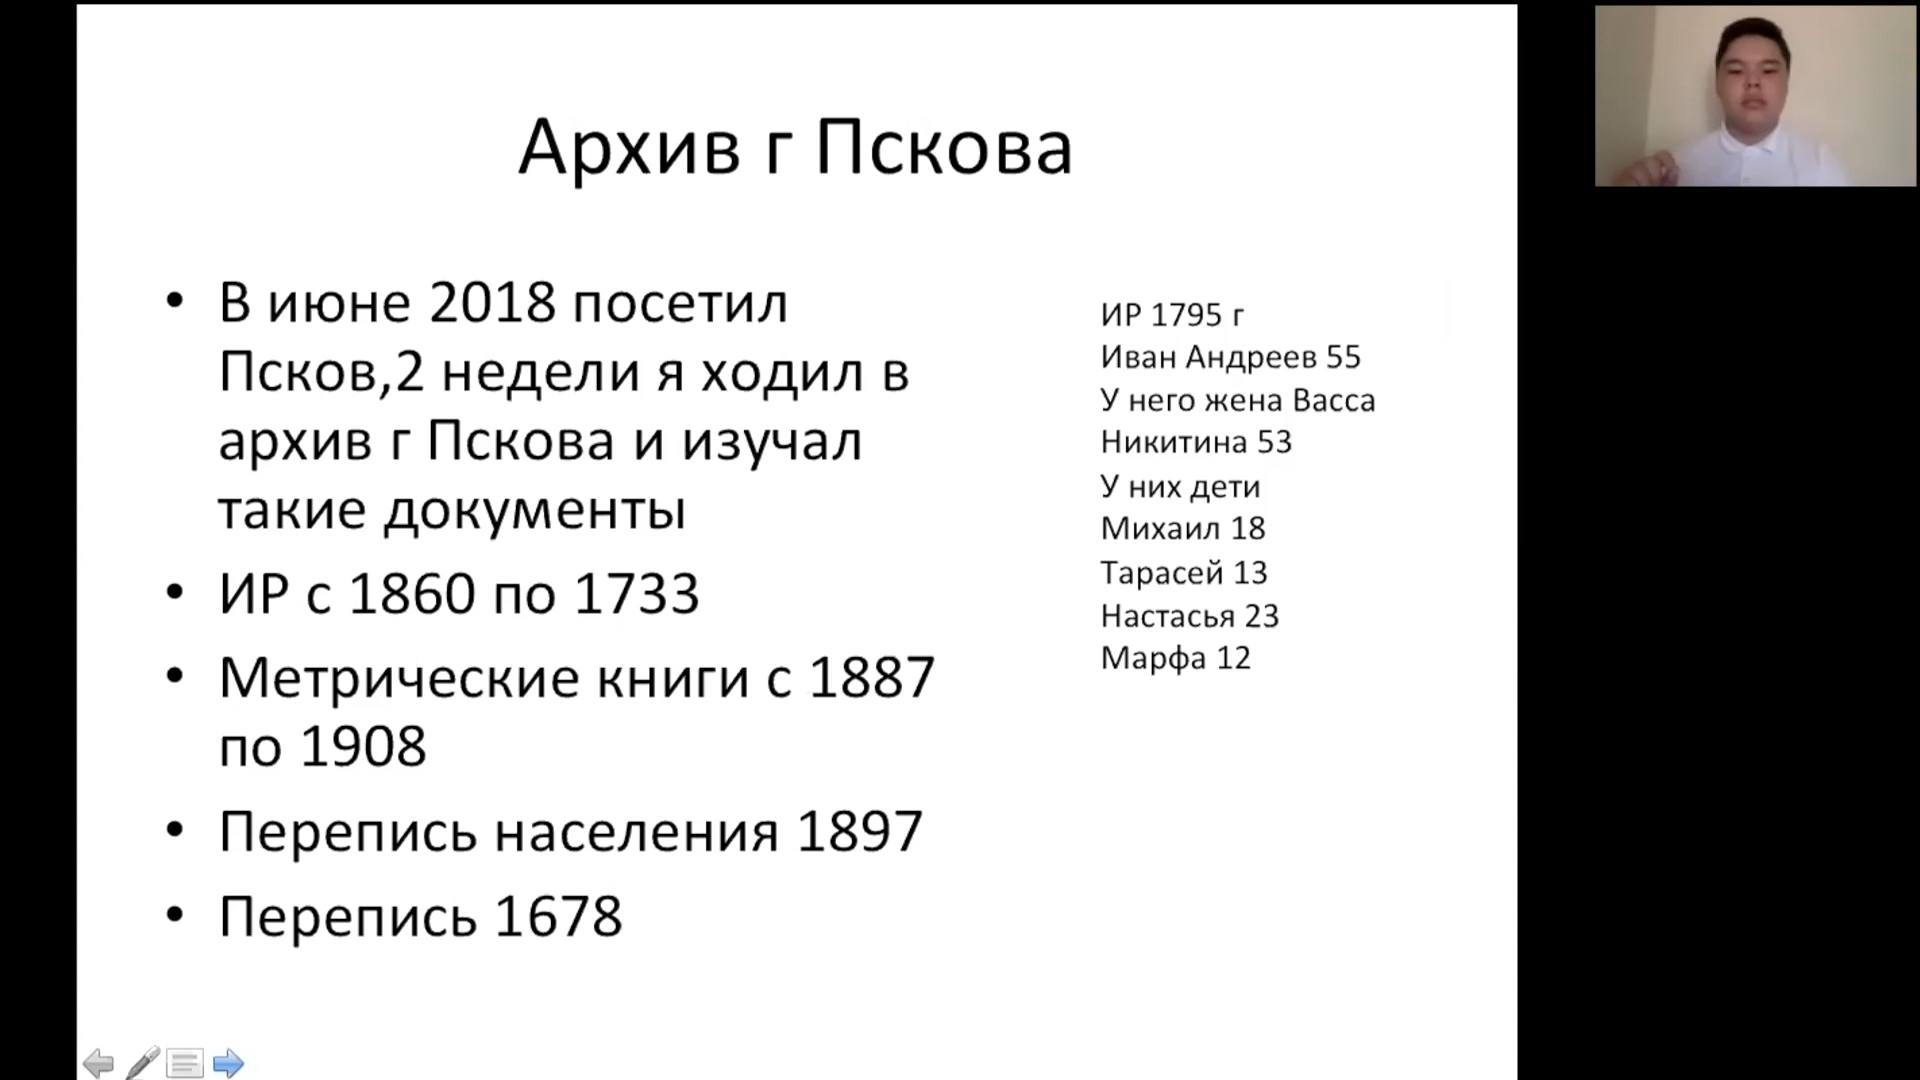 Архив г Пскова
• В июне 2018 посетил
Псков,2 недели я ходил в
архив г Пскова и изучал
такие документы
• ИР с 1860 по 1733
• Метрические книги с 1887
по 1908
• Перепись населения 1897
• Перепись 1678
ИР 1795 г
Иван Андреев 55
У него жена Васса
Никитина 53
У них дети
Михаил 18
Тарасей 13
Настасья 23
Марфа 12